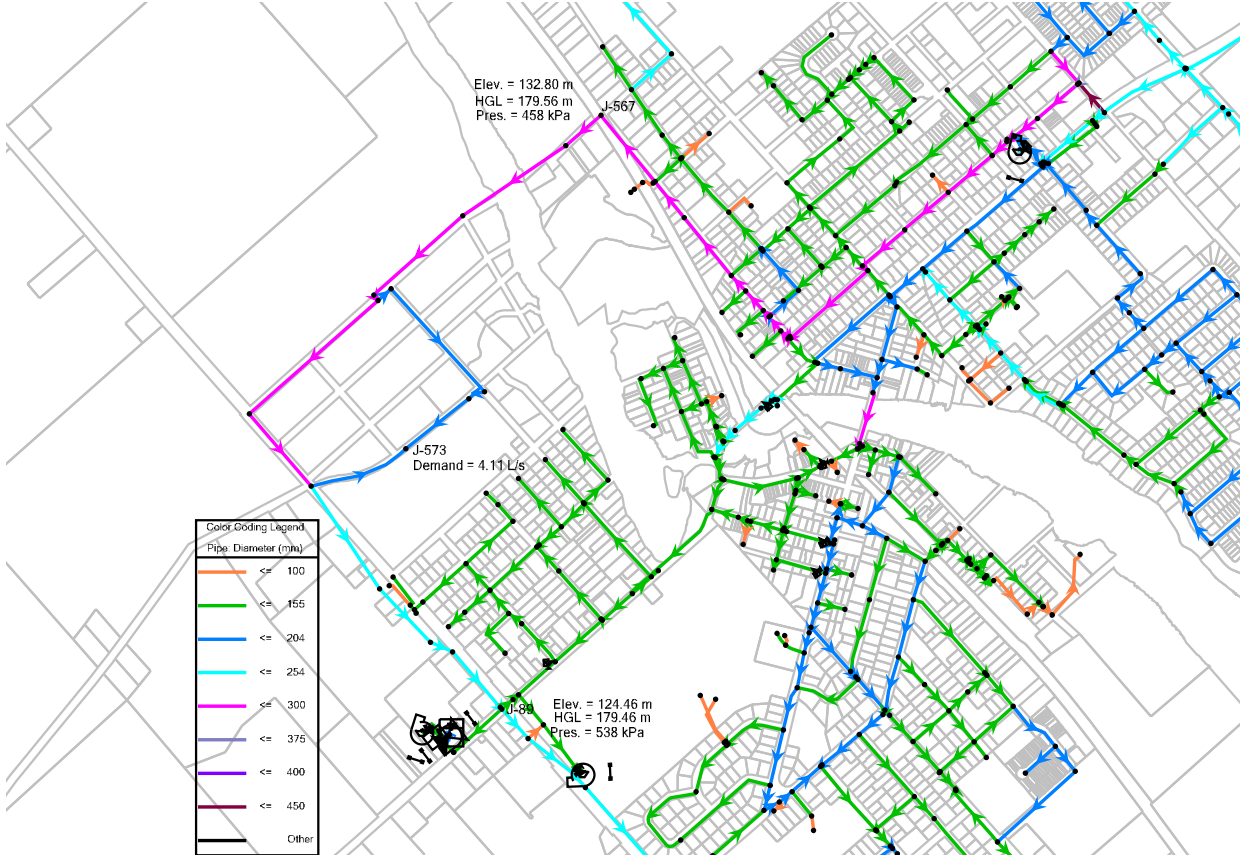 Elev. = 132.80 m
HGL = 179.56 m
Pres. = 458 kPa
J-567
J-573
Demand = 4.11 L/s
Color Coding Legend
Pipe: Diameter (mm)
<= 100
<= 155
<= 204
<= 254
<= 300
<= 375
<= 400
<= 450
Other
J-89
Elev. = 124.46 m
HGL = 179.46 m
Pres. = 538 kPa